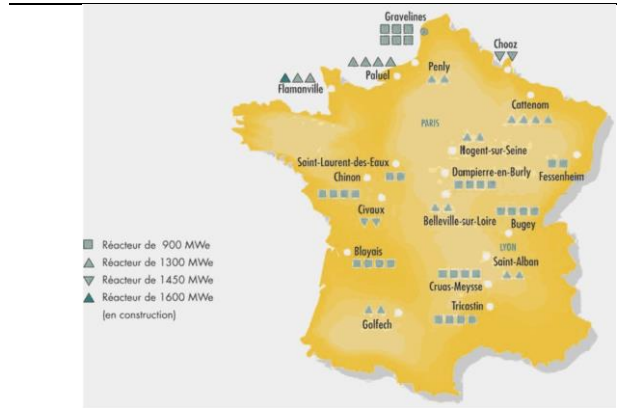 Gravelines
Chooz
Penly
Paluel
Flamanville
Cattenom
PARIS
Nogent-sur-Seine
Saint-Laurent-des-Eaux
Dampierre-en-Burly
Fessenheim
Chinon
Civaux
Belleville-sur-Loire
Bugey
Réacteur de 900 MWe
Blayais
LYON
Saint-Alban
Réacteur de 1300 MWe
Réacteur de 1450 MWe
Cruas-Meysse
Réacteur de 1600 MWe
(en construction)
Tricastin
Golfech